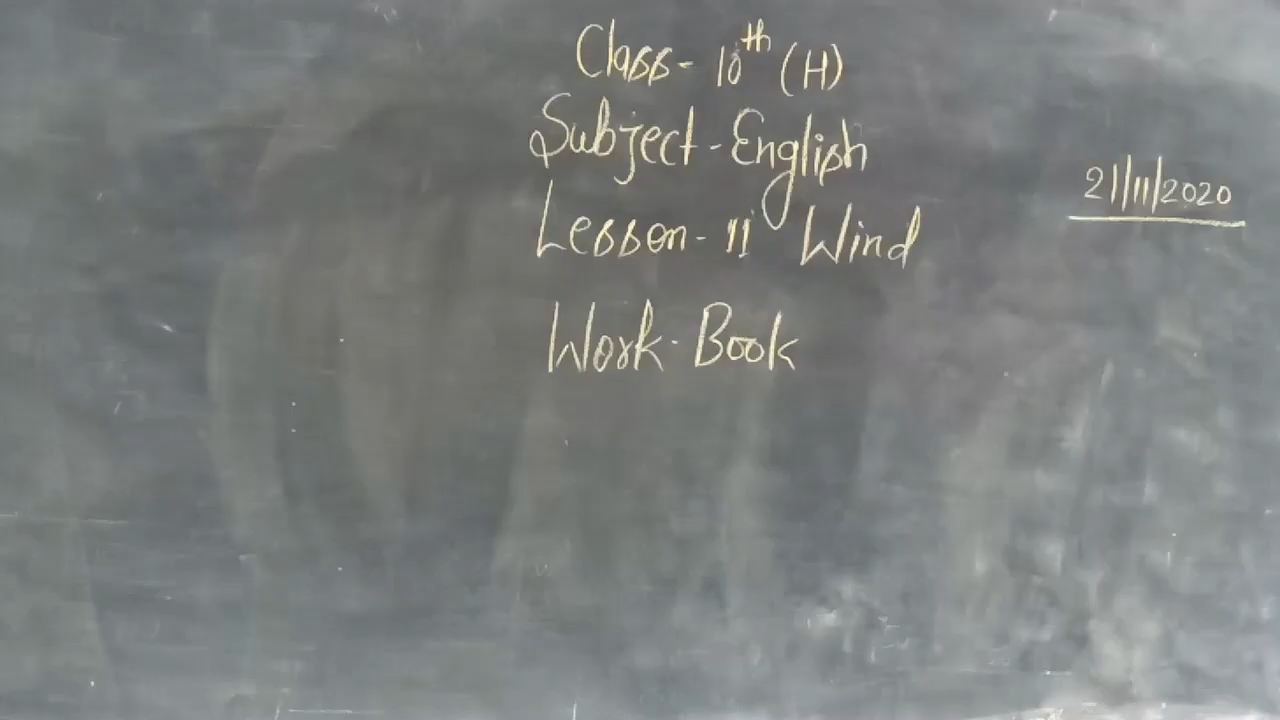 Class- 10th (H)
Subject-English
21/11/2020
Lesson- 11 Wind
Work-Book